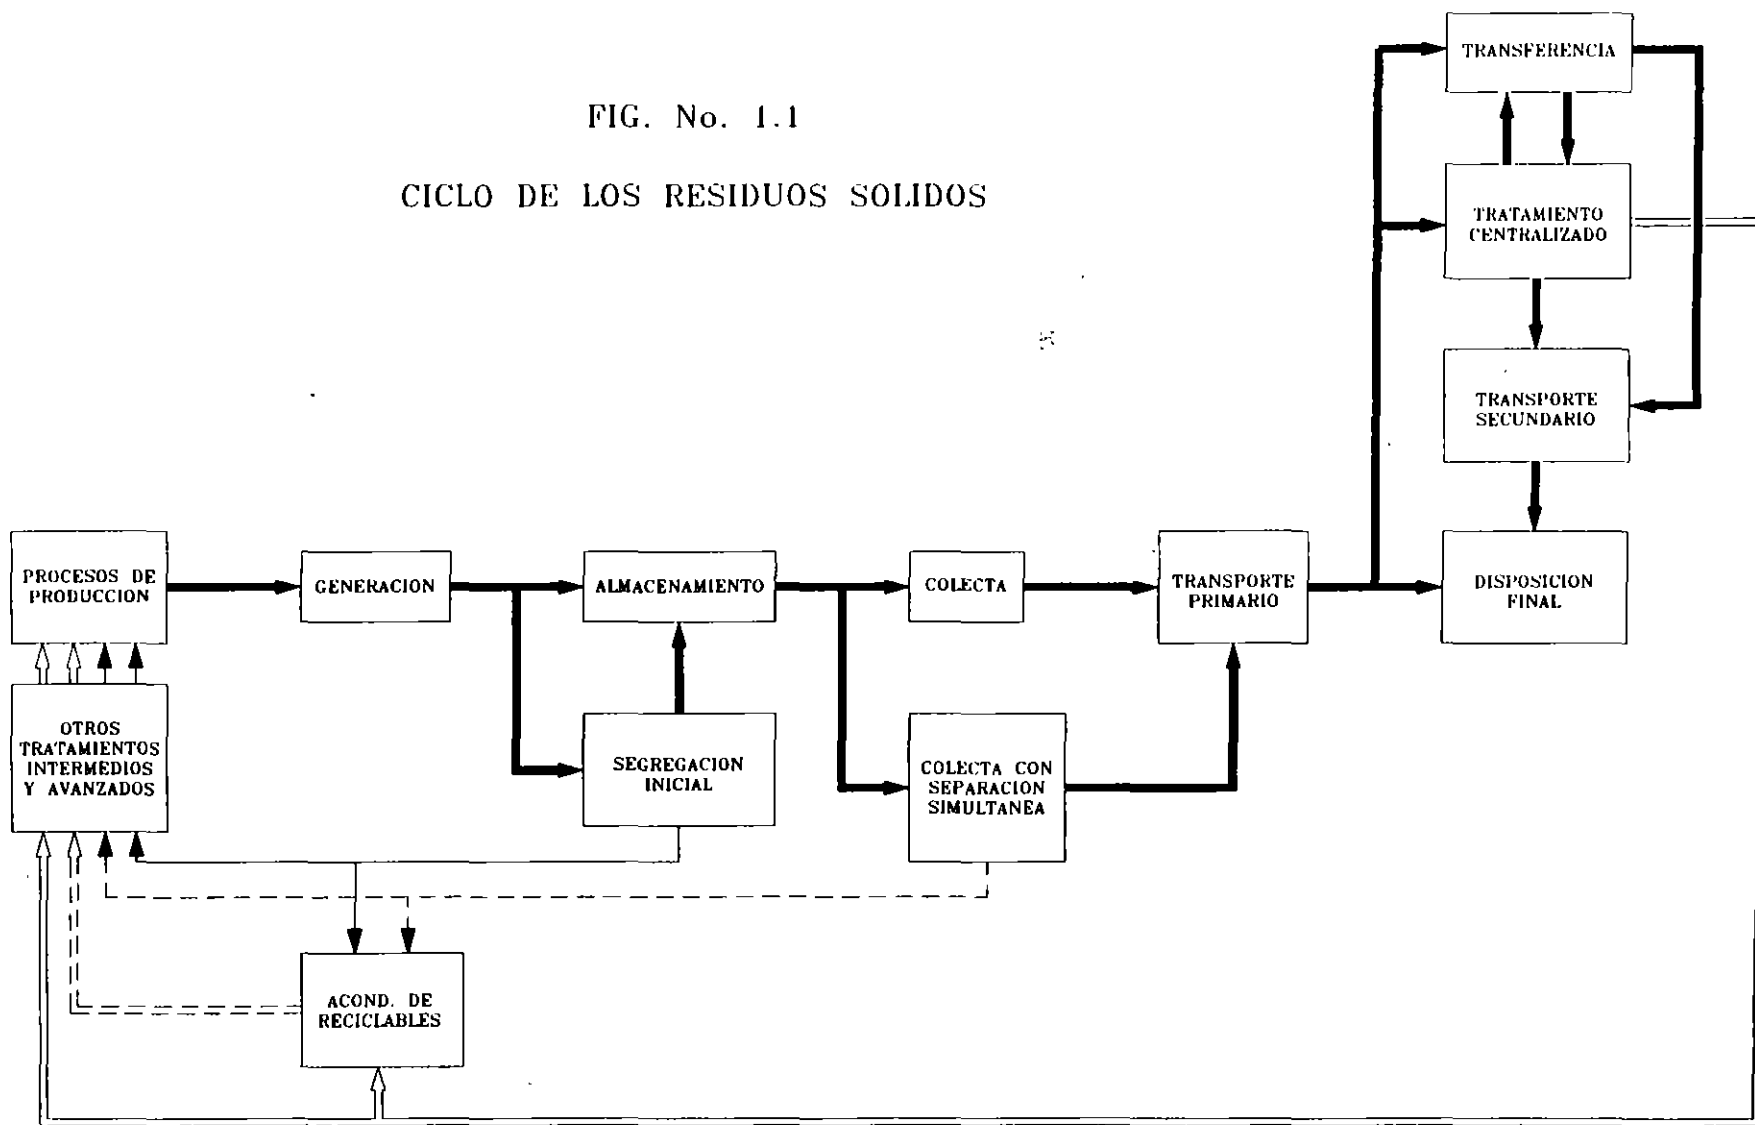 FIG. No. 1.1
CICLO DE LOS RESIDUOS SOLIDOS
TRANSFERENCIA
TRATAMIENTO
CENTRALIZADO
TRANSPORTE
SECUNDARIO
PROCESOS DE
PRODUCCION
GENERACION
ALMACENAMIENTO
COLECTA
TRANSPORTE
PRIMARIO
DISPOSICION
FINAL
OTROS
TRATAMIENTOS
INTERMEDIOS
Y AVANZADOS
SEGREGACION
INICIAL
COLECTA CON
SEPARACION
SIMULTANEA
ACOND. DE
RECICLABLES